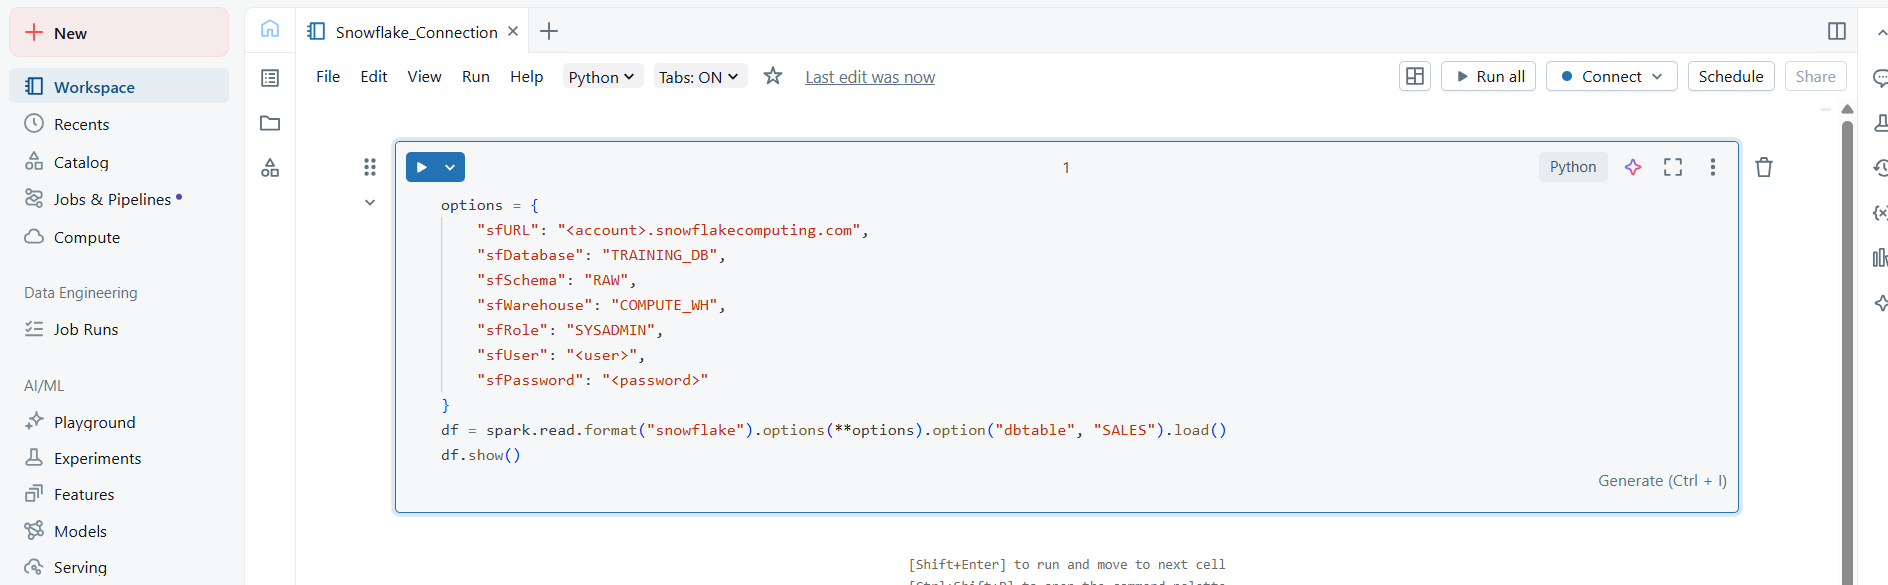 New
Workspace
Recents
Catalog
Jobs & Pipelines
Compute
Data Engineering
Job Runs
AI/ML
Playground
Experiments
Features
Models
Serving
Snowflake_Connection
File Edit View Run Help Python Tabs: ON Last edit was now
Run all Connect Schedule Share
1
Python
options = {
"sfURL": "<account>.snowflakecomputing.com",
"sfDatabase": "TRAINING_DB",
"sfSchema": "RAW",
"sfWarehouse": "COMPUTE_WH",
"sfRole": "SYSADMIN",
"sfUser": "<user>",
"sfPassword": "<password>"
}
df = spark.read.format("snowflake").options(**options).option("dbtable", "SALES").load()
df.show()
Generate (Ctrl + I)
[Shift+Enter] to run and move to next cell